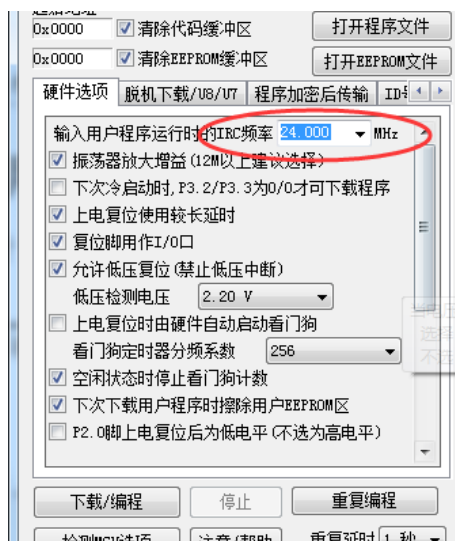 0x0000 清除代码缓冲区 打开程序文件
0x0000 清除EEPROM缓冲区 打开EEPROM文件
硬件选项 脱机下载/U8/U7 程序加密后传输
输入用户程序运行时的IRC频率 24.000 MHz
振荡器放大增益(12M以上建议选择)
下次冷启动时, P3.2/P3.3为0/0才可下载程序
上电复位使用较长延时
复位脚用作I/O口
允许低压复位(禁止低压中断)
低压检测电压 2.20 V
上电复位时由硬件自动启动看门狗
看门狗定时器分频系数 256
空闲状态时停止看门狗计数
下次下载用户程序时擦除用户EEPROM区
P2.0脚上电复位后为低电平(不选为高电平)
下载/编程 停止 重复编程
重复延时 1 秒